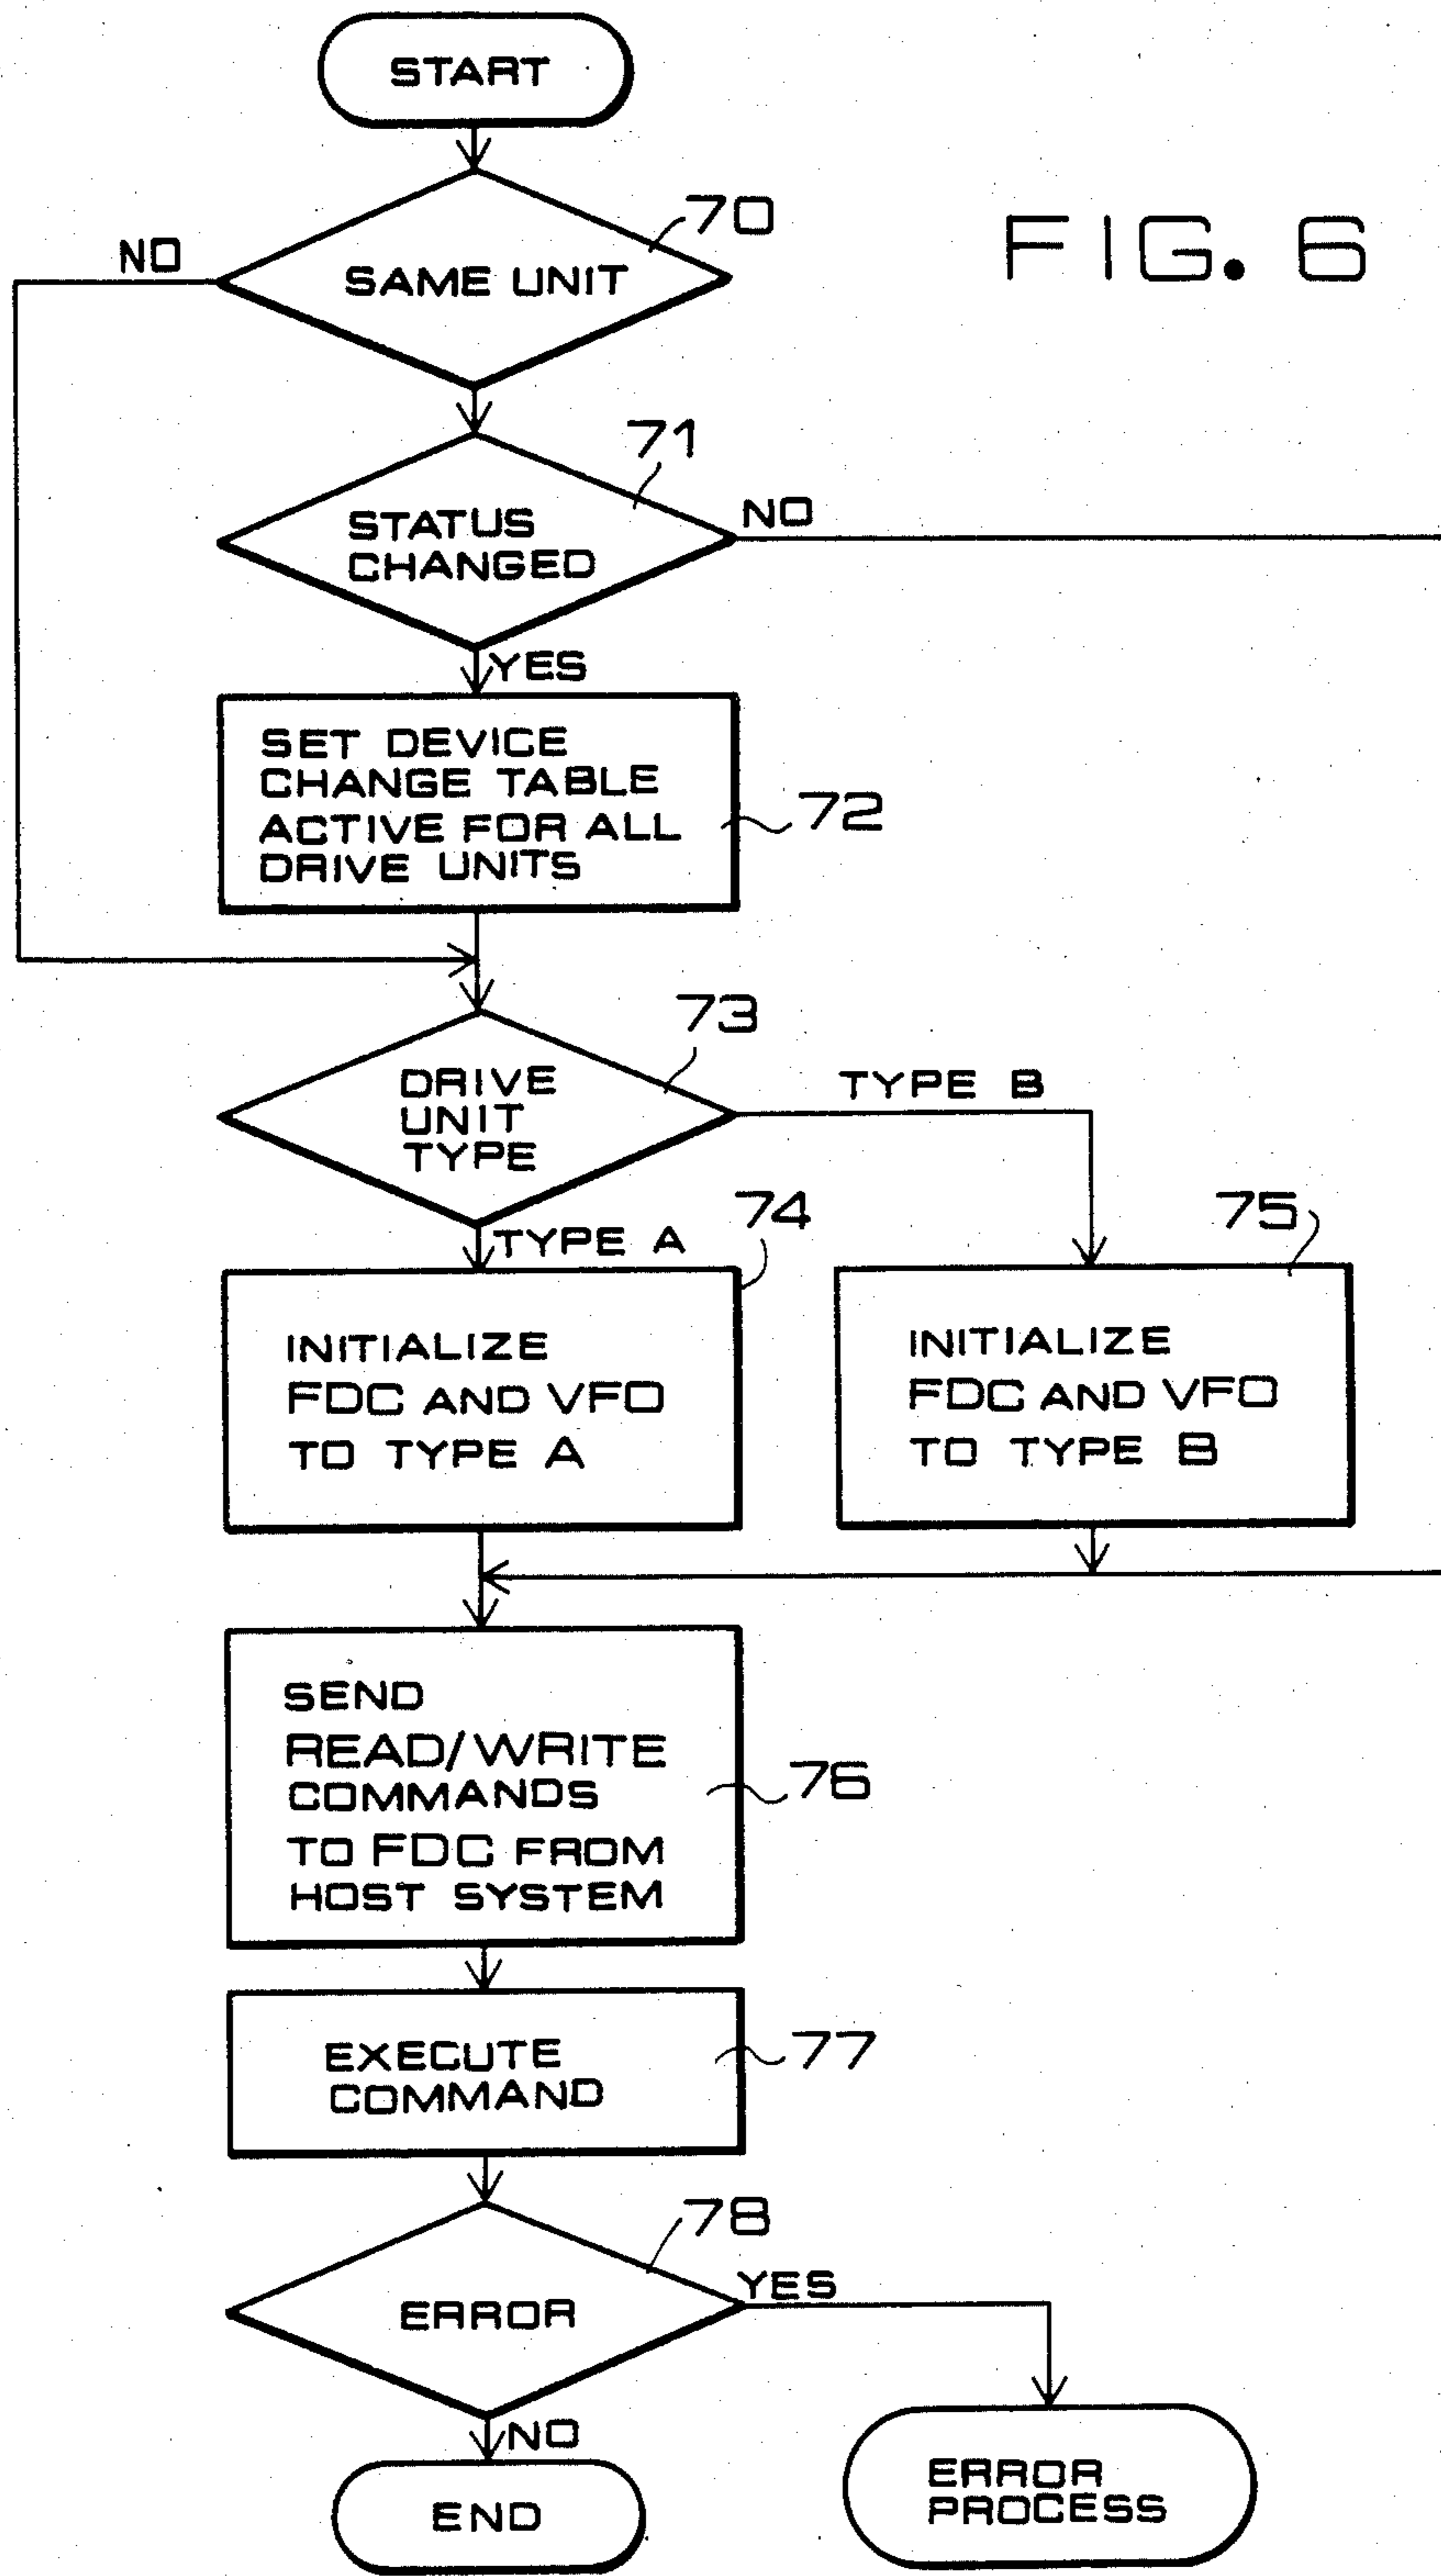 START
FIG. 6
70
NO
SAME UNIT
71
NO
STATUS
CHANGED
YES
SET DEVICE
CHANGE TABLE
ACTIVE FOR ALL
DRIVE UNITS
72
73
DRIVE
UNIT
TYPE
TYPE B
74
75
TYPE A
INITIALIZE
FDC AND VFO
TO TYPE A
INITIALIZE
FDC AND VFO
TO TYPE B
SEND
READ/WRITE
COMMANDS
TO FDC FROM
HOST SYSTEM
76
EXECUTE
COMMAND
77
78
YES
ERROR
NO
END
ERROR
PROCESS